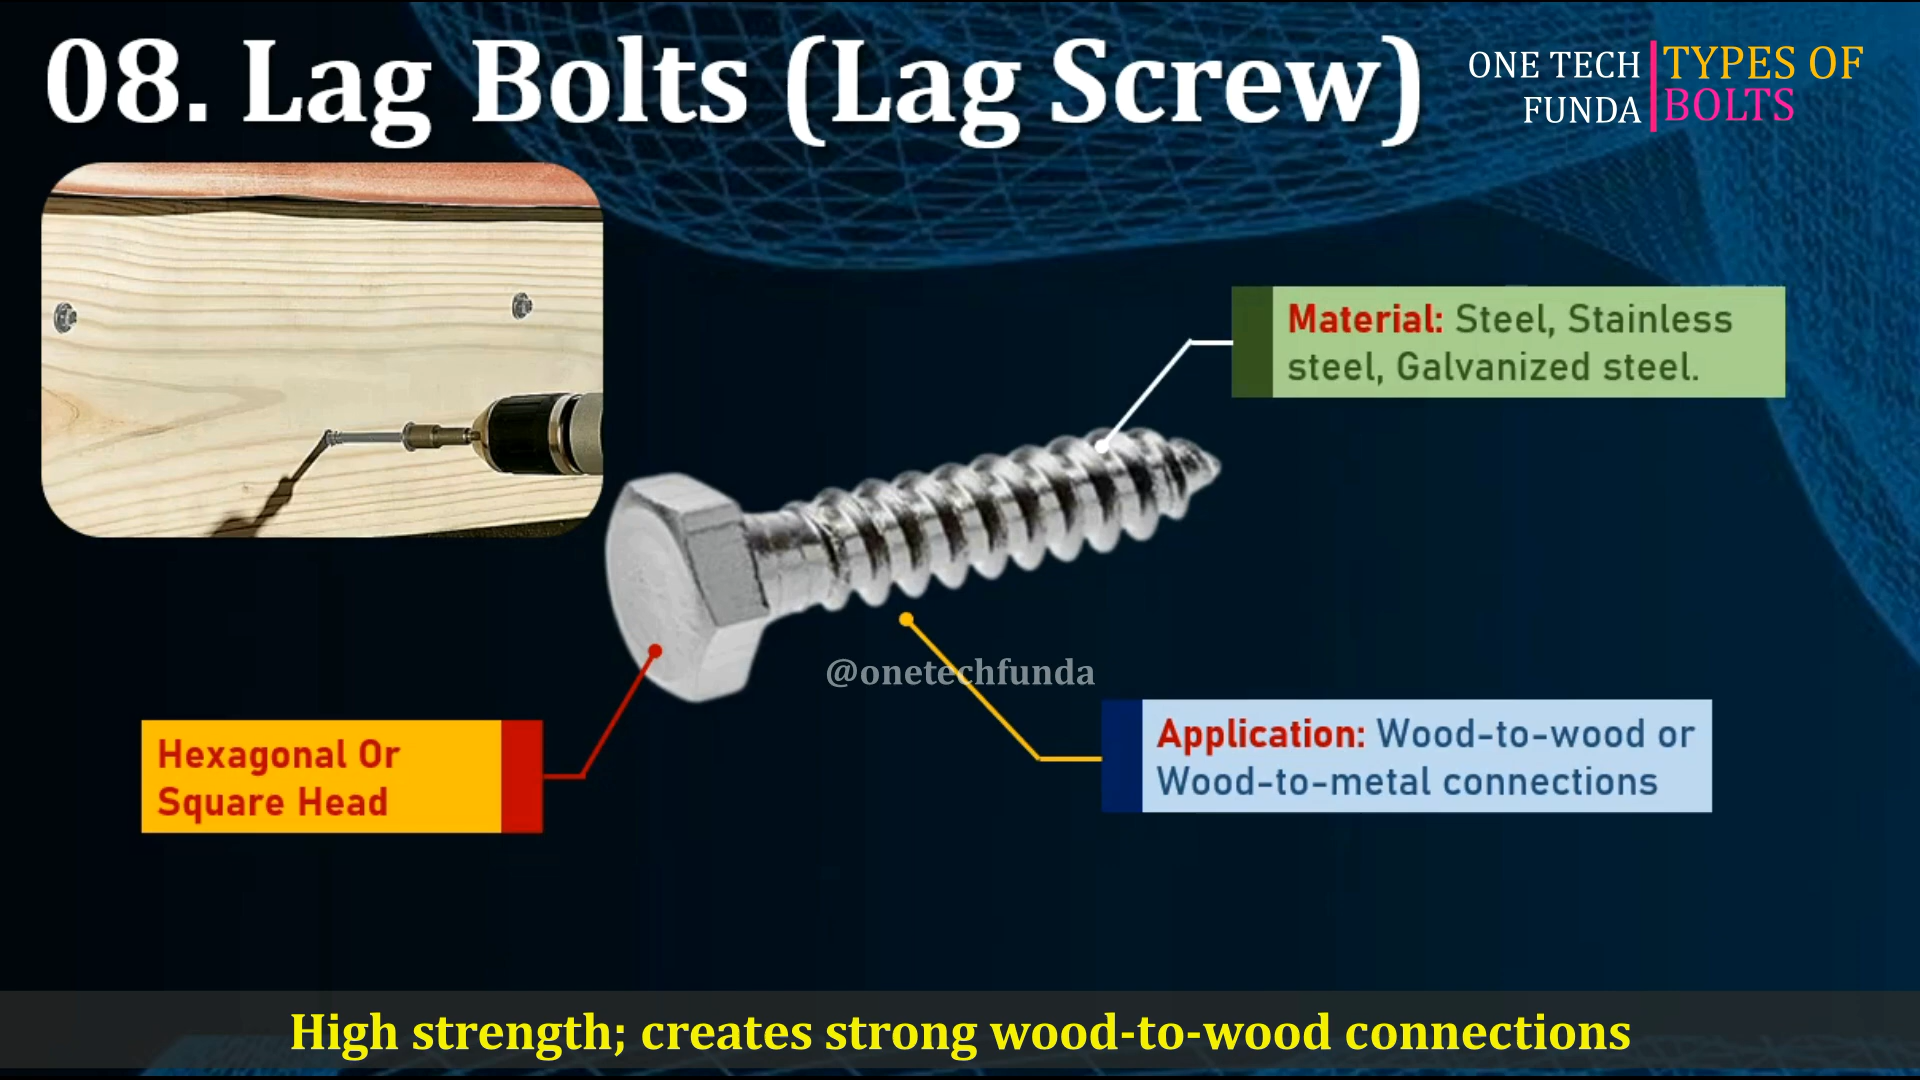 08. Lag Bolts (Lag Screw)
ONE TECH
FUNDA
TYPES OF
BOLTS
Material: Steel, Stainless
steel, Galvanized steel.
@onetechfunda
Hexagonal Or
Square Head
Application: Wood-to-wood or
Wood-to-metal connections
High strength; creates strong wood-to-wood connections